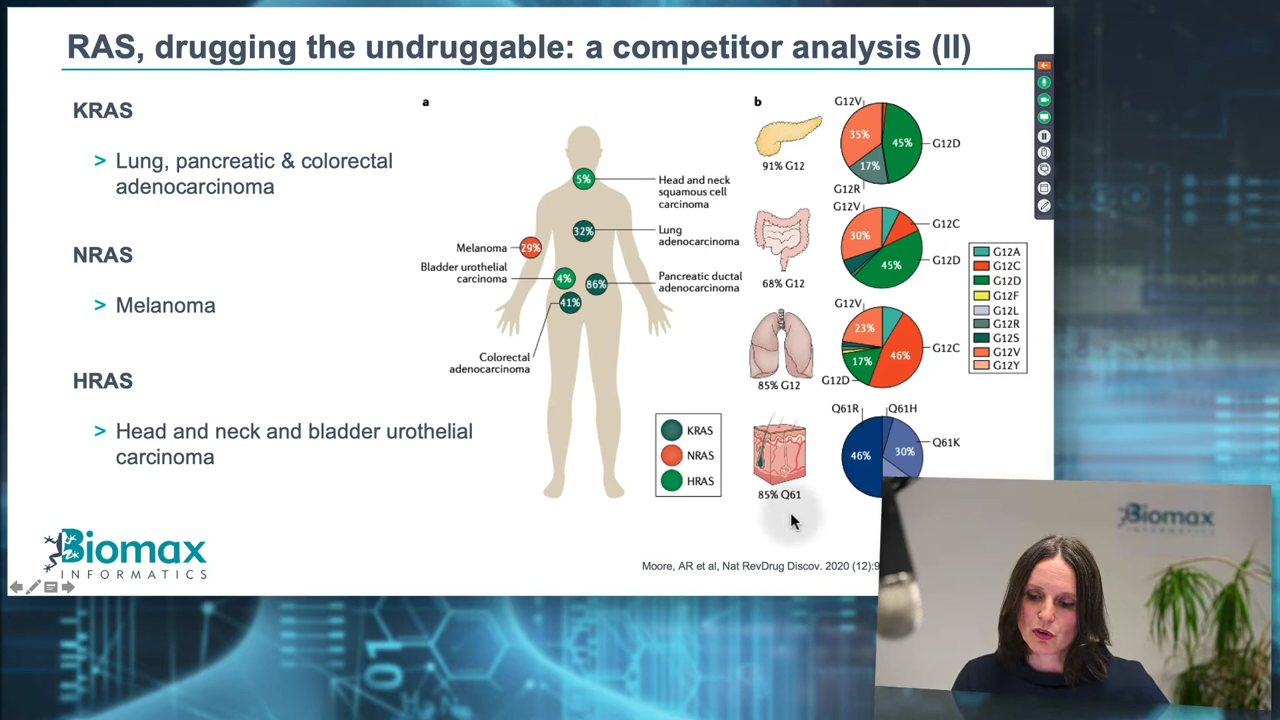 RAS, drugging the undruggable: a competitor analysis (II)
KRAS
> Lung, pancreatic & colorectal
adenocarcinoma
NRAS
> Melanoma
HRAS
> Head and neck and bladder urothelial
carcinoma
a
5%
Head and neck
squamous cell
carcinoma
32%
Lung
adenocarcinoma
Melanoma
29%
Bladder urothelial
carcinoma
4%
86%
Pancreatic ductal
adenocarcinoma
41%
Colorectal
adenocarcinoma
KRAS
NRAS
HRAS
b
91% G12
G12V
35%
45%
G12D
17%
G12R
68% G12
G12V
G12C
30%
G12D
45%
85% G12
G12V
23%
G12C
46%
17%
G12D
85% Q61
Q61R
Q61H
Q61K
46%
30%
G12A
G12C
G12D
G12F
G12L
G12R
G12S
G12V
G12Y
Biomax
INFORMATICS
Moore, AR et al, Nat RevDrug Discov. 2020 (12):9
Biomax
INFORMATICS
01